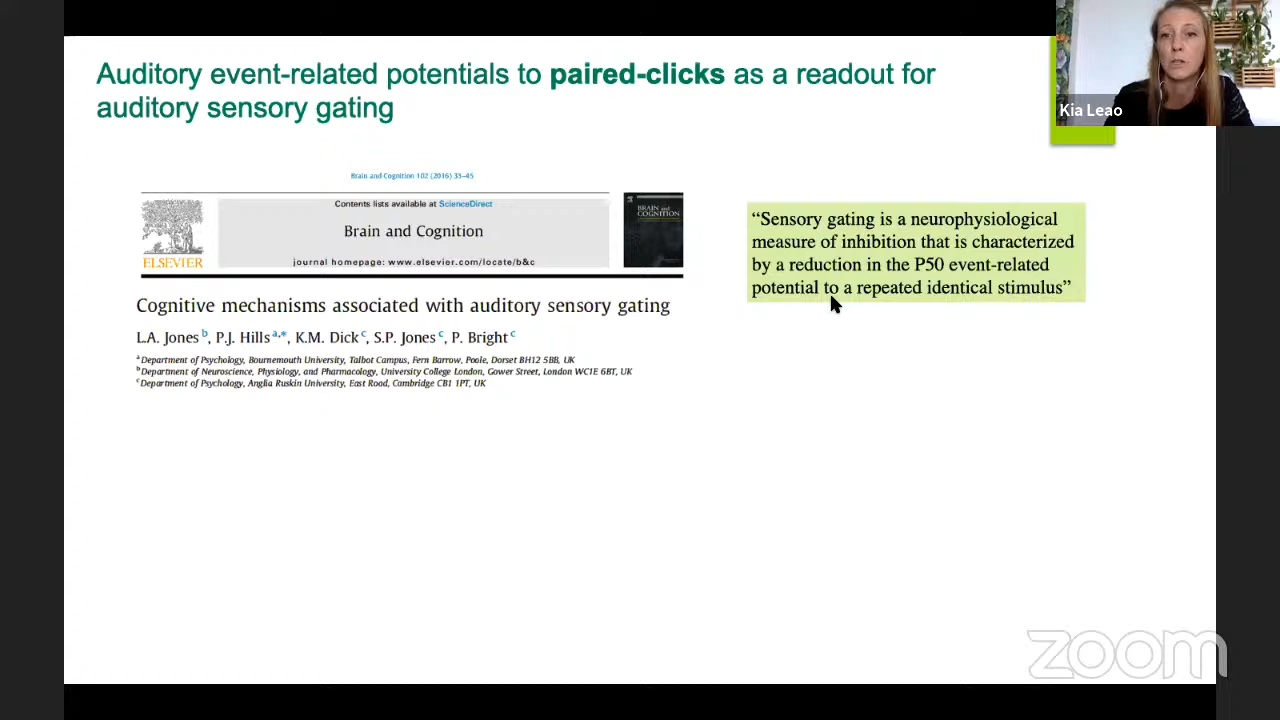 Auditory event-related potentials to paired-clicks as a readout for
auditory sensory gating
Kia Leao
Brain and Cognition 102 (2016) 33–45
Contents lists available at ScienceDirect
Brain and Cognition
journal homepage: www.elsevier.com/locate/b&c
ELSEVIER
BRAIN and
COGNITION
Cognitive mechanisms associated with auditory sensory gating
L.A. Jones b, P.J. Hills a,*, K.M. Dick c, S.P. Jones c, P. Bright c
a Department of Psychology, Bournemouth University, Talbot Campus, Fern Barrow, Poole, Dorset BH12 5BB, UK
b Department of Neuroscience, Physiology, and Pharmacology, University College London, Gower Street, London WC1E 6BT, UK
c Department of Psychology, Anglia Ruskin University, East Road, Cambridge CB1 1PT, UK
“Sensory gating is a neurophysiological
measure of inhibition that is characterized
by a reduction in the P50 event-related
potential to a repeated identical stimulus”
zoom